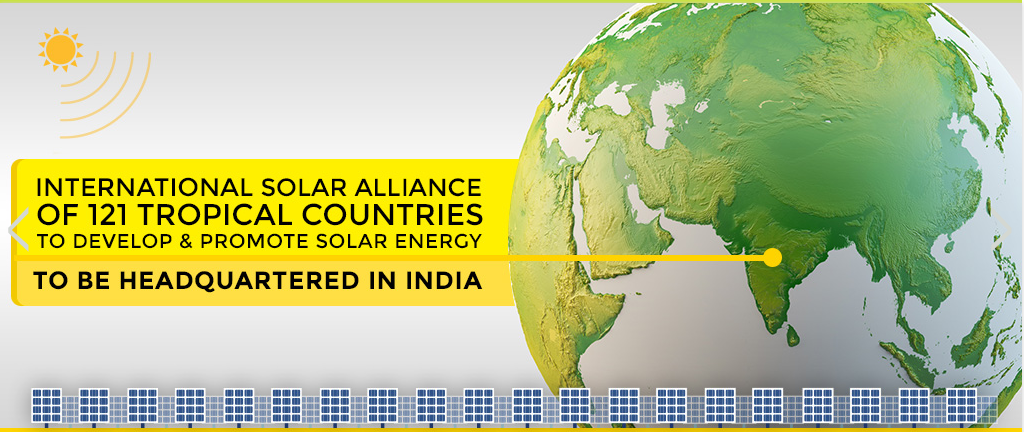 INTERNATIONAL SOLAR ALLIANCE
OF 121 TROPICAL COUNTRIES
TO DEVELOP & PROMOTE SOLAR ENERGY
TO BE HEADQUARTERED IN INDIA